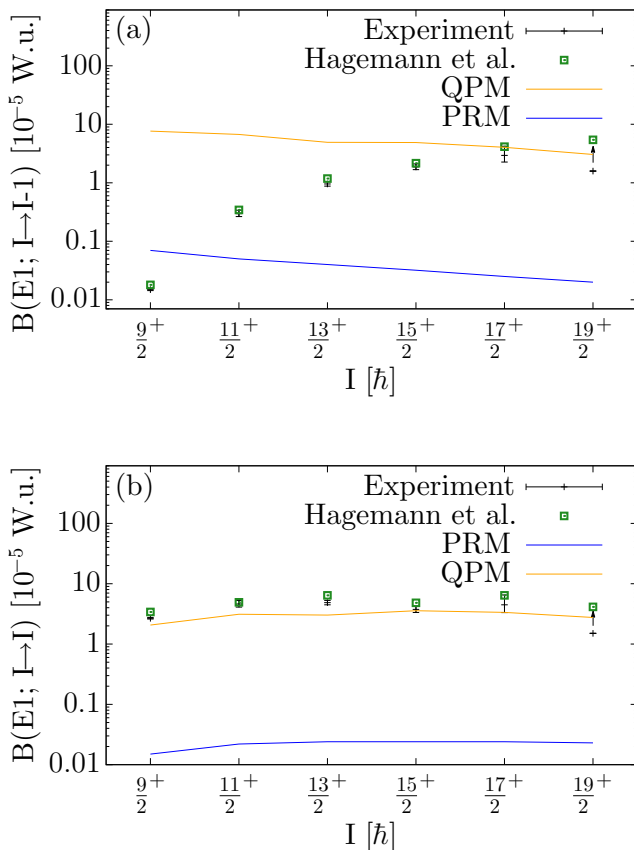 (a)
Experiment
Hagemann et al.
QPM
PRM
B(E1; I→I-1) [10⁻⁵ W.u.]
100
10
1
0.1
0.01
9/2⁺ 11/2⁺ 13/2⁺ 15/2⁺ 17/2⁺ 19/2⁺
I [ℏ]
(b)
Experiment
Hagemann et al.
PRM
QPM
B(E1; I→I) [10⁻⁵ W.u.]
100
10
1
0.1
0.01
9/2⁺ 11/2⁺ 13/2⁺ 15/2⁺ 17/2⁺ 19/2⁺
I [ℏ]